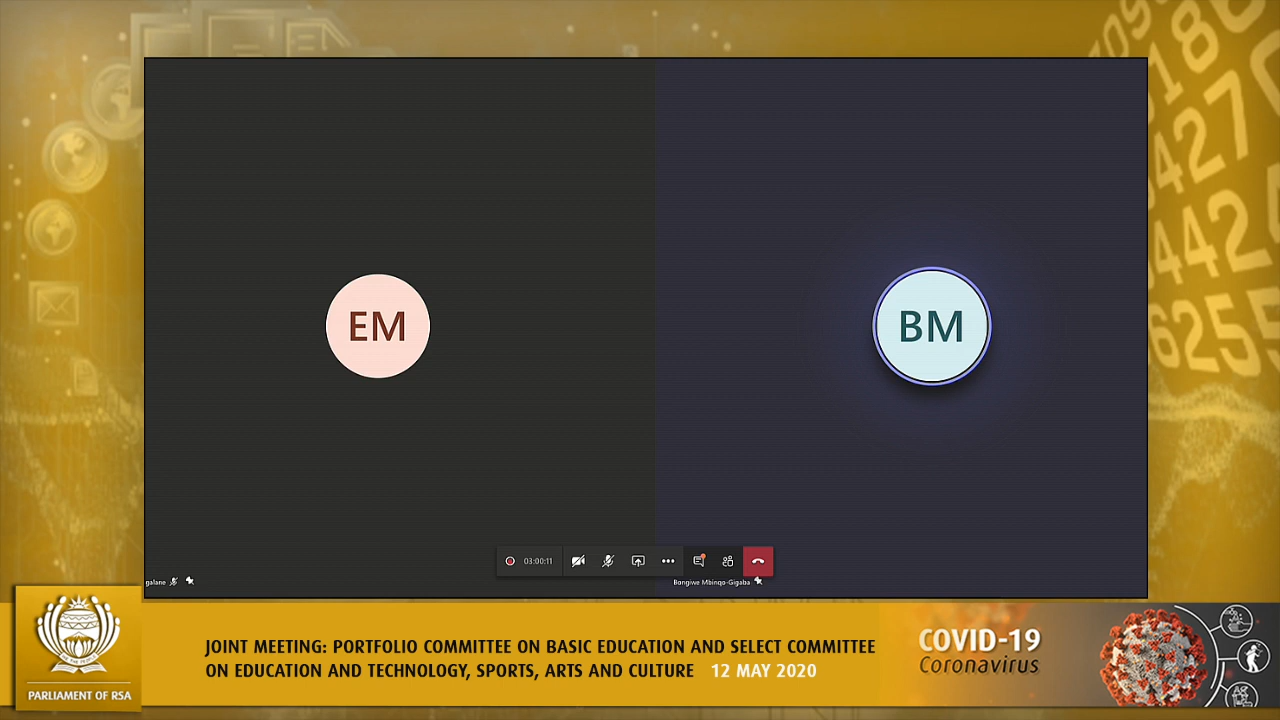 EM
BM
03:00:11
galane
Bongiwe Mbinqo-Gigaba
JOINT MEETING: PORTFOLIO COMMITTEE ON BASIC EDUCATION AND SELECT COMMITTEE
ON EDUCATION AND TECHNOLOGY, SPORTS, ARTS AND CULTURE 12 MAY 2020
COVID-19
Coronavirus
PARLIAMENT OF RSA